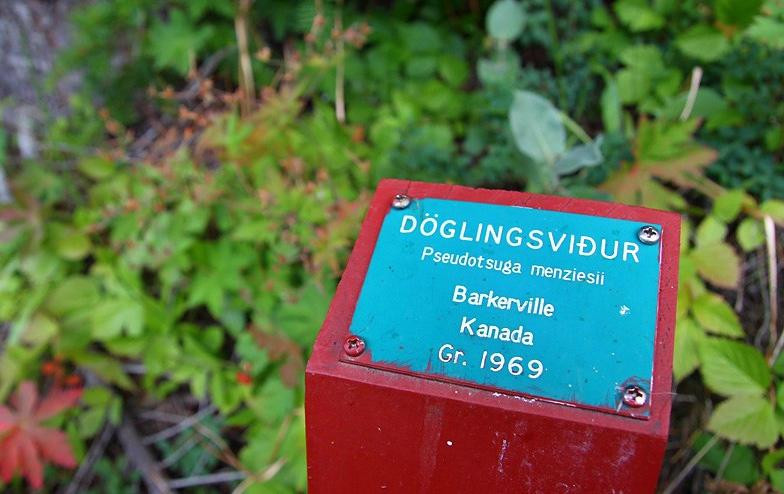 DÖGLINGSVIÐUR
Pseudotsuga menziesii
Barkerville
Kanada
Gr. 1969